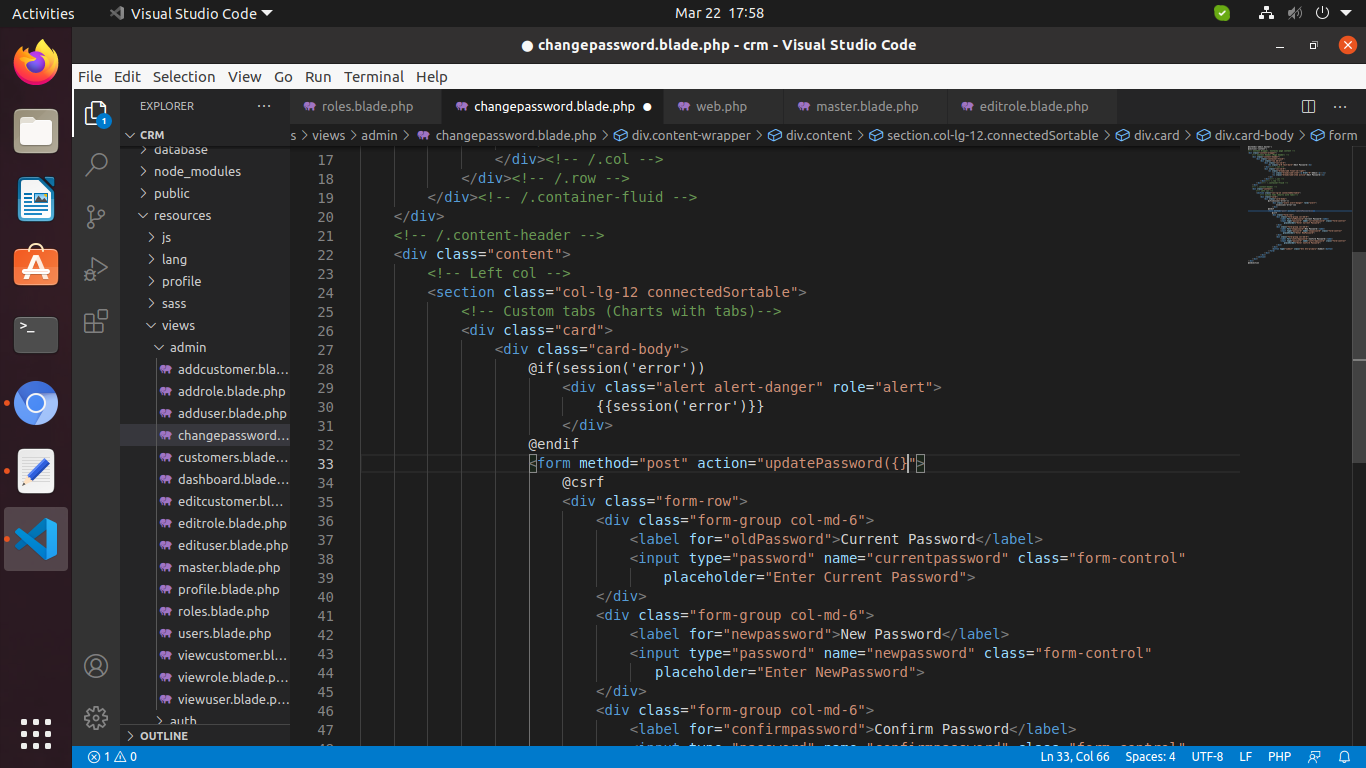 Activities Visual Studio Code Mar 22 17:58
● changepassword.blade.php - crm - Visual Studio Code
File Edit Selection View Go Run Terminal Help
EXPLORER ··· roles.blade.php changepassword.blade.php web.php master.blade.php editrole.blade.php ···
1
CRM
s > views > admin > changepassword.blade.php > div.content-wrapper > div.content > section.col-lg-12.connectedSortable > div.card > div.card-body > form
database
node_modules
public
resources
js
lang
profile
sass
views
admin
addcustomer.bla...
addrole.blade.php
adduser.blade.php
changepassword...
customers.blade...
dashboard.blade...
editcustomer.bl...
editrole.blade.php
edituser.blade.php
master.blade.php
profile.blade.php
roles.blade.php
users.blade.php
viewcustomer.bl...
viewrole.blade.p...
viewuser.blade.p...
auth
OUTLINE
17 </div><!-- /.col -->
18 </div><!-- /.row -->
19 </div><!-- /.container-fluid -->
20 </div>
21 <!-- /.content-header -->
22 <div class="content">
23 <!-- Left col -->
24 <section class="col-lg-12 connectedSortable">
25 <!-- Custom tabs (Charts with tabs)-->
26 <div class="card">
27 <div class="card-body">
28 @if(session('error'))
29 <div class="alert alert-danger" role="alert">
30 {{session('error')}}
31 </div>
32 @endif
33 <form method="post" action="updatePassword({}">
34 @csrf
35 <div class="form-row">
36 <div class="form-group col-md-6">
37 <label for="oldPassword">Current Password</label>
38 <input type="password" name="currentpassword" class="form-control"
39 placeholder="Enter Current Password">
40 </div>
41 <div class="form-group col-md-6">
42 <label for="newpassword">New Password</label>
43 <input type="password" name="newpassword" class="form-control"
44 placeholder="Enter NewPassword">
45 </div>
46 <div class="form-group col-md-6">
47 <label for="confirmpassword">Confirm Password</label>
48 <input type="password" name="confirmpassword" class="form-control"
1 0 Ln 33, Col 66 Spaces: 4 UTF-8 LF PHP